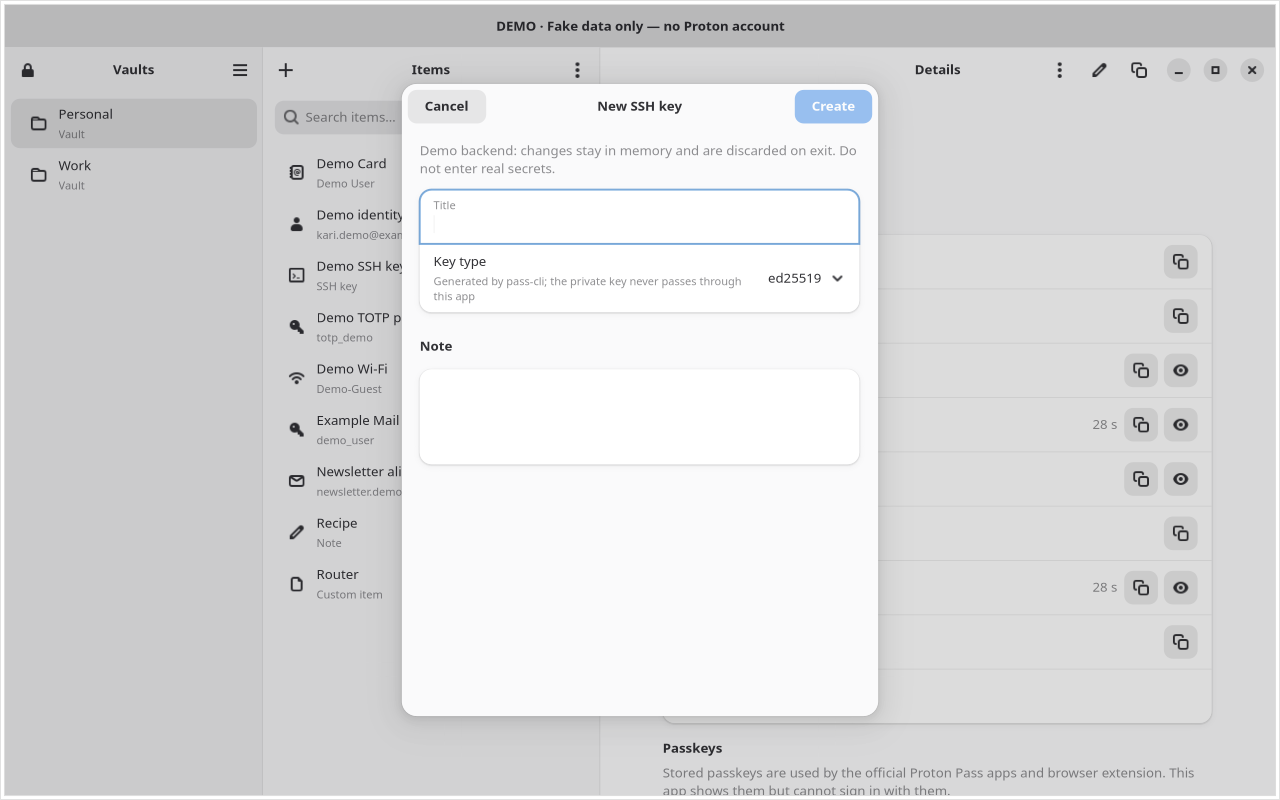 DEMO · Fake data only — no Proton account
Vaults
Items
Details
Personal
Vault
Work
Vault
Search items...
Demo Card
Demo User
Demo identity
kari.demo@exam
Demo SSH key
SSH key
Demo TOTP p
totp_demo
Demo Wi-Fi
Demo-Guest
Example Mail
demo_user
Newsletter ali
newsletter.demo
Recipe
Note
Router
Custom item
Cancel
New SSH key
Create
Demo backend: changes stay in memory and are discarded on exit. Do
not enter real secrets.
Title
Key type
Generated by pass-cli; the private key never passes through
this app
ed25519
Note
28 s
28 s
Passkeys
Stored passkeys are used by the official Proton Pass apps and browser extension. This
app shows them but cannot sign in with them.